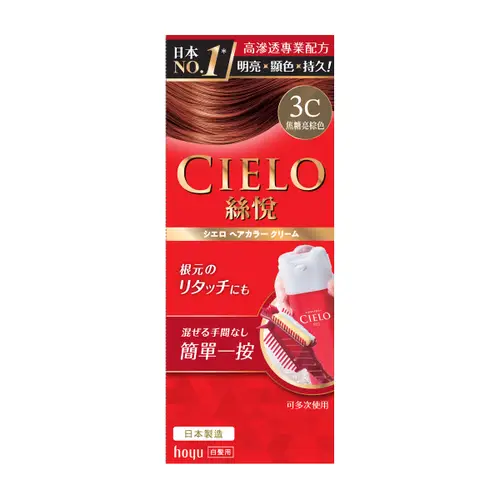 日本
NO.1*
高滲透專業配方
明亮×顯色×持久!
3C
焦糖亮棕色
CIELO
絲悅
シエロ ヘアカラー クリーム
根元の
リタッチにも
CIELO
混ぜる手間なし
簡單一按
可多次使用
日本製造
hoyu 白髮用